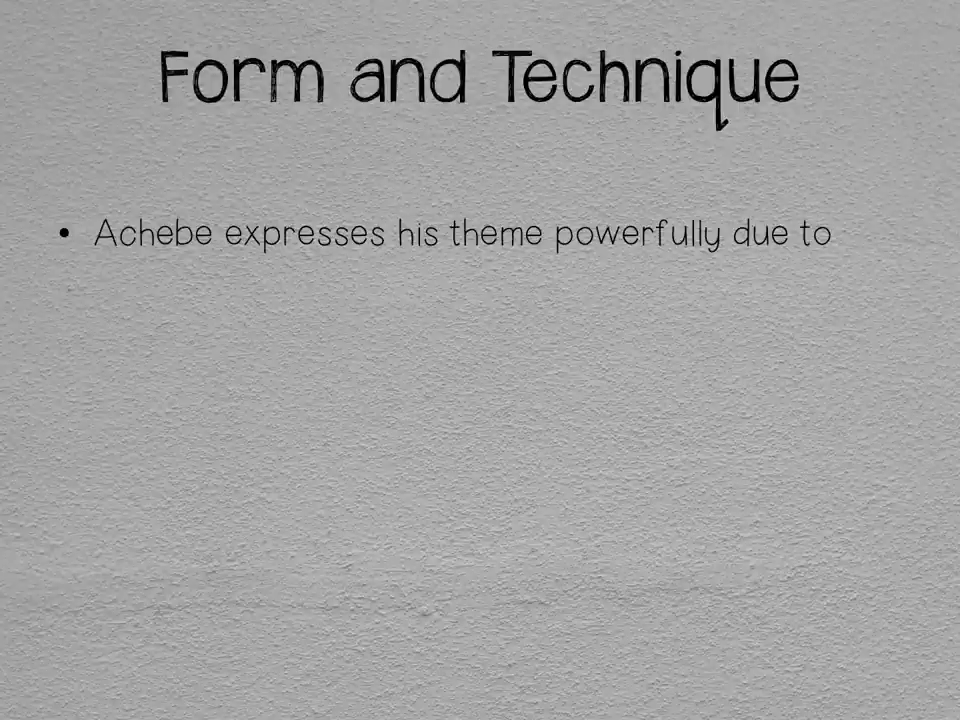 Form and Technique
• Achebe expresses his theme powerfully due to